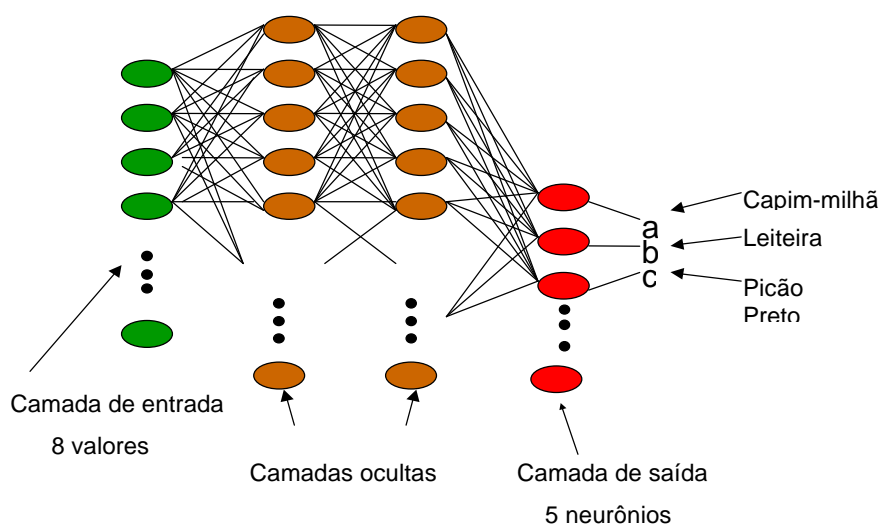 Capim-milhã
a
Leiteira
b
c
Picão
Preto
Camada de entrada
8 valores
Camadas ocultas
Camada de saída
5 neurônios